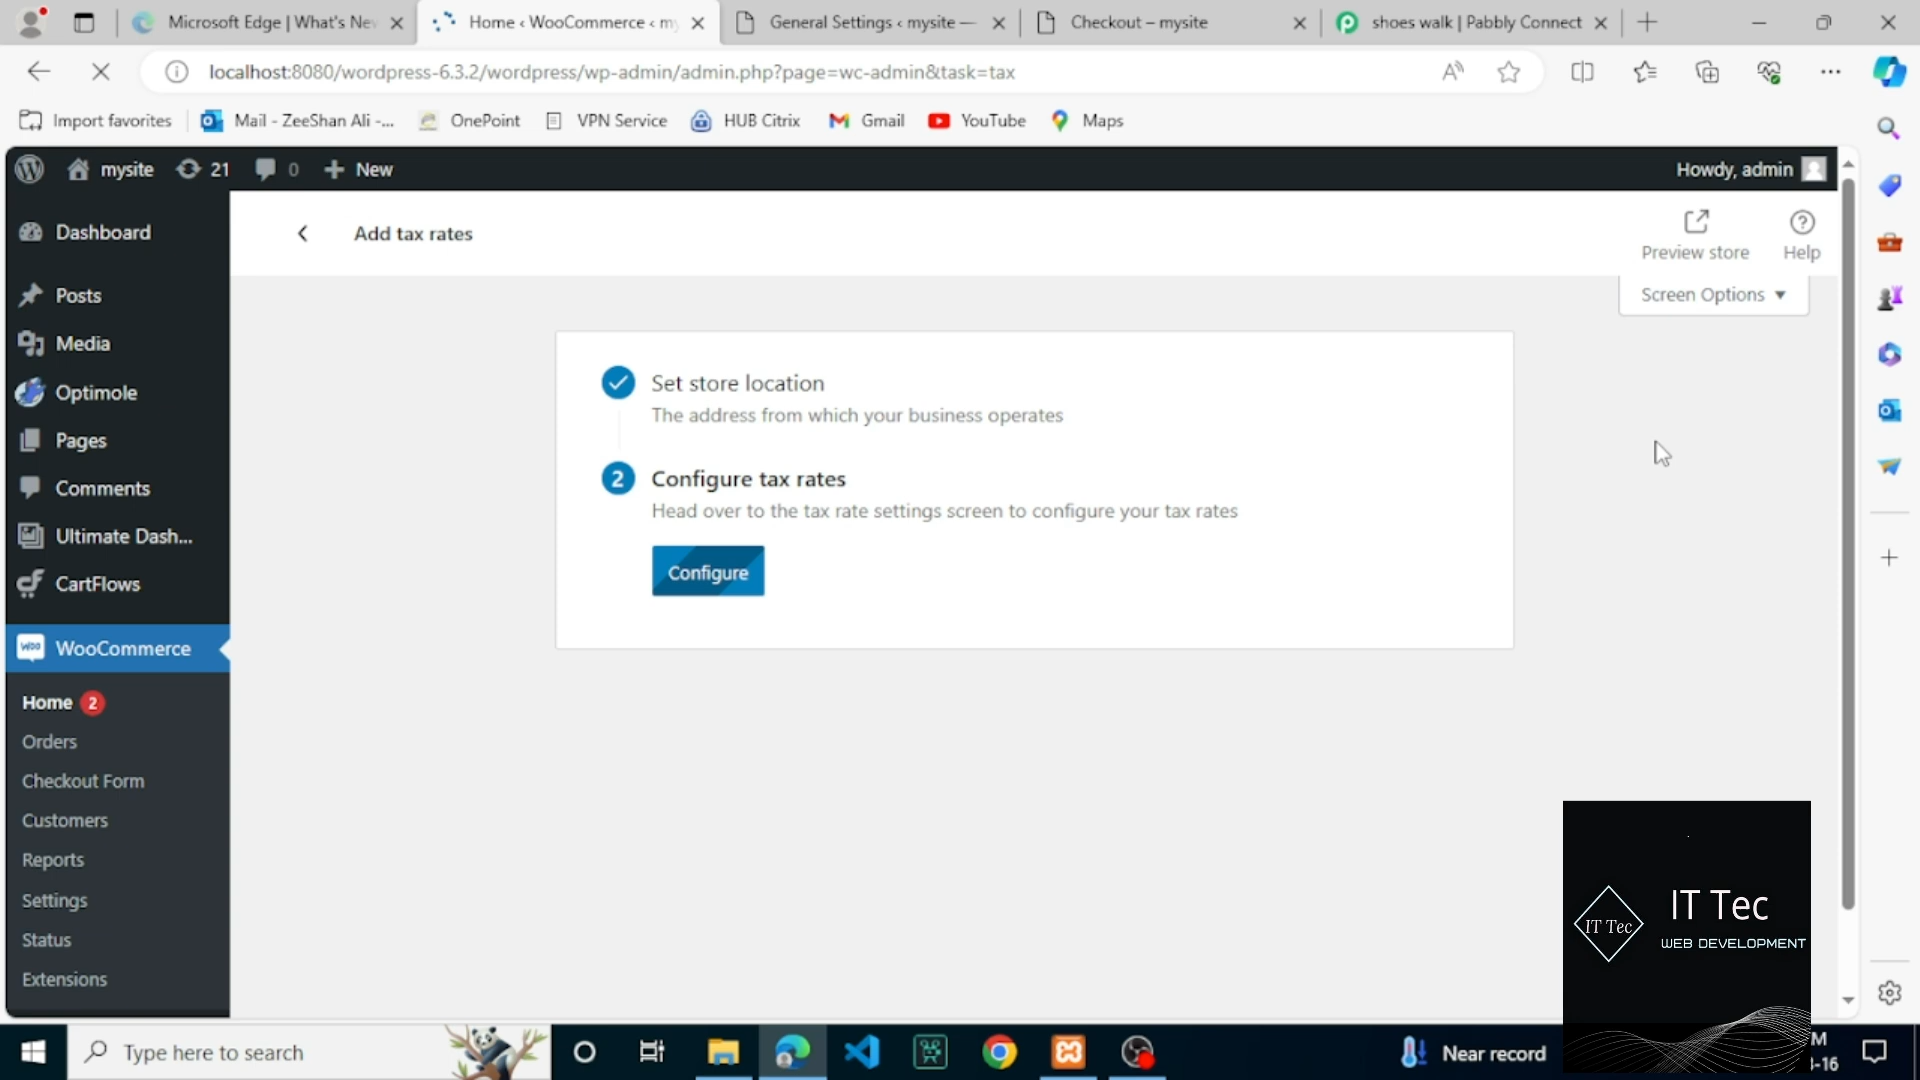 Microsoft Edge | What's Nev
Home ‹ WooCommerce ‹ my
General Settings ‹ mysite —
Checkout – mysite
shoes walk | Pabbly Connect
localhost:8080/wordpress-6.3.2/wordpress/wp-admin/admin.php?page=wc-admin&task=tax
Import favorites
Mail - ZeeShan Ali -...
OnePoint
VPN Service
HUB Citrix
Gmail
YouTube
Maps
mysite
21
0
New
Howdy, admin
Dashboard
Posts
Media
Optimole
Pages
Comments
Ultimate Dash...
CartFlows
WooCommerce
Home 2
Orders
Checkout Form
Customers
Reports
Settings
Status
Extensions
Add tax rates
Preview store
Help
Screen Options
Set store location
The address from which your business operates
2 Configure tax rates
Head over to the tax rate settings screen to configure your tax rates
Configure
IT Tec
IT Tec
WEB DEVELOPMENT
Type here to search
Near record
M
-16